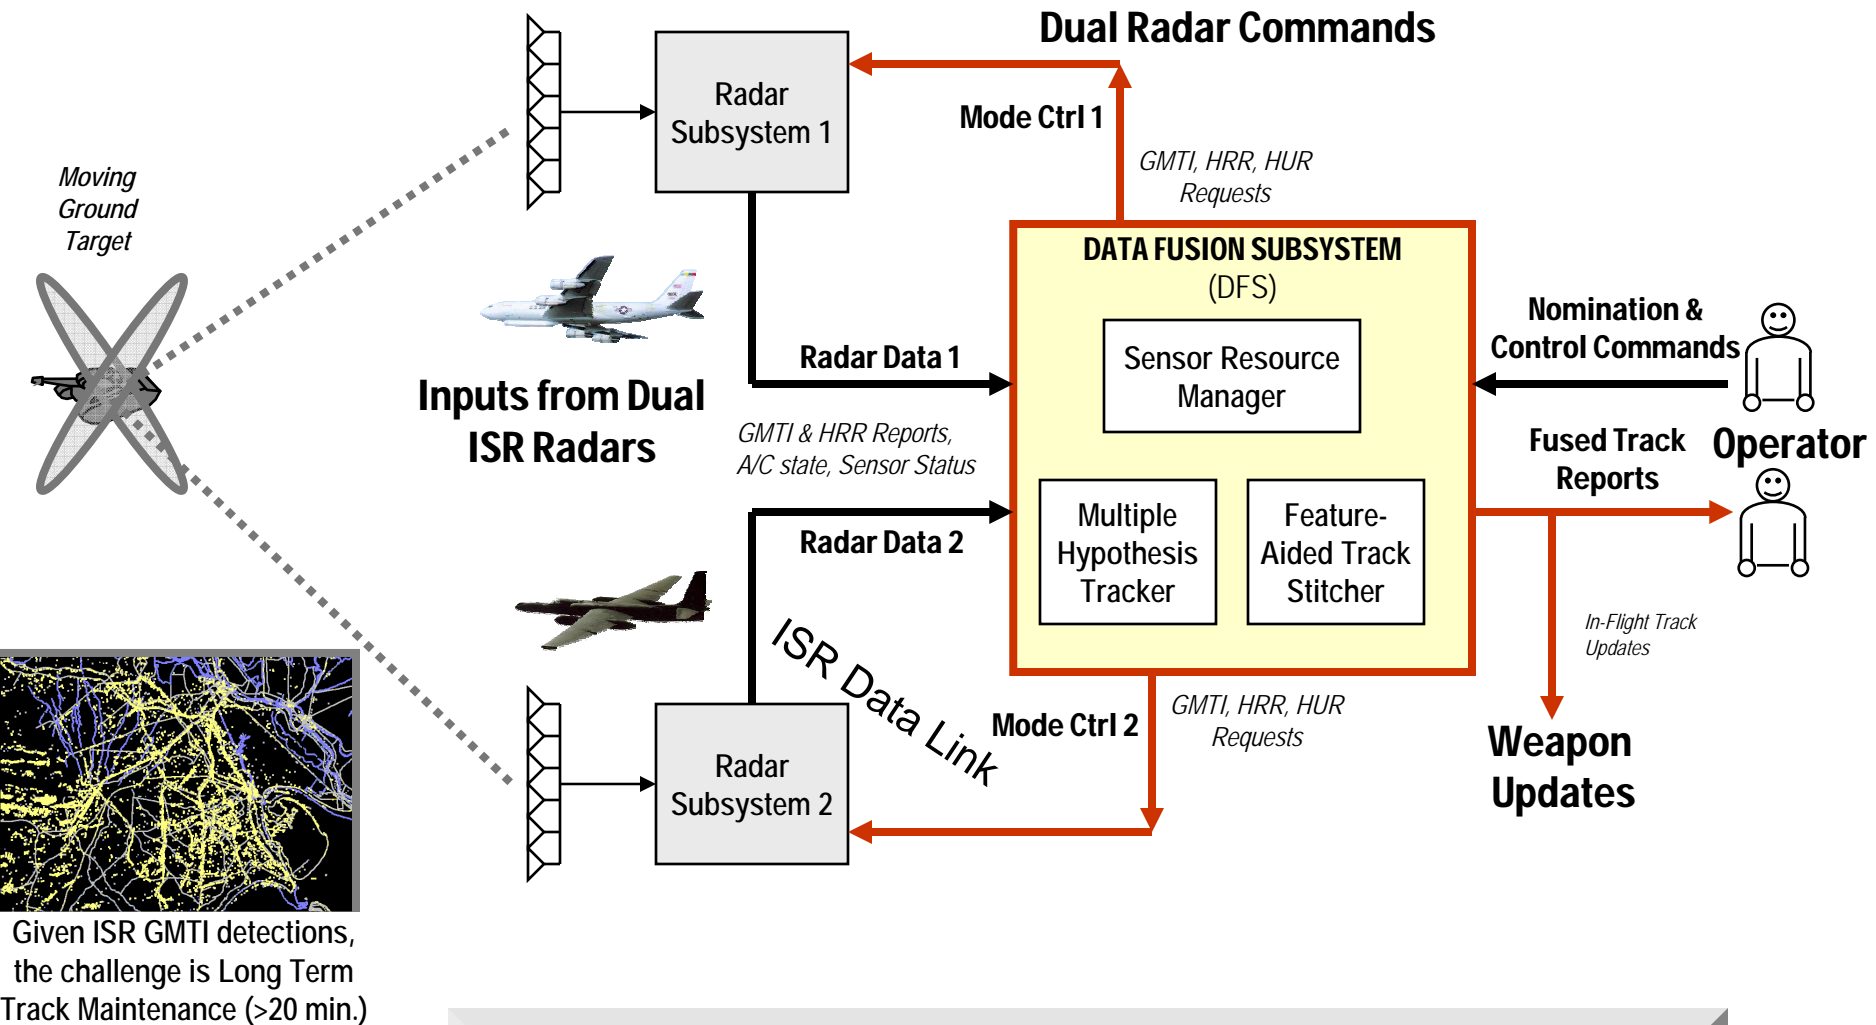 Dual Radar Commands
Radar
Subsystem 1
Mode Ctrl 1
GMTI, HRR, HUR
Requests
Moving
Ground
Target
DATA FUSION SUBSYSTEM
(DFS)
Sensor Resource
Manager
Multiple
Hypothesis
Tracker
Feature-
Aided Track
Stitcher
Nomination &
Control Commands
Operator
Fused Track
Reports
Radar Data 1
Inputs from Dual
ISR Radars
GMTI & HRR Reports,
A/C state, Sensor Status
Radar Data 2
ISR Data Link
In-Flight Track
Updates
Mode Ctrl 2
GMTI, HRR, HUR
Requests
Weapon
Updates
Radar
Subsystem 2
Given ISR GMTI detections,
the challenge is Long Term
Track Maintenance (>20 min.)